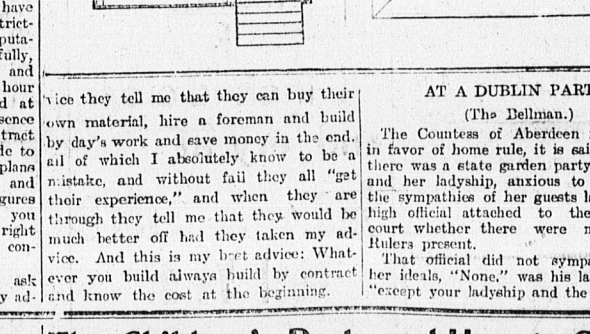 have
trict-
puta-
fully,
and
hour
d at
sence
tract
de to
plans
and
gures
you
right
con-
ask
y ad-
vice they tell me that they can buy their
own material, hire a foreman and build
by day's work and save money in the end,
all of which I absolutely know to be a
mistake, and without fail they all "get
their experience," and when they are
through they tell me that they would be
much better off had they taken my ad-
vice. And this is my best advice: What-
ever you build always build by contract
and know the cost at the beginning.
AT A DUBLIN PART
(The Bellman.)
The Countess of Aberdeen
in favor of home rule, it is sai
there was a state garden party
and her ladyship, anxious to
the sympathies of her guests
high official attached to the
court whether there were
Rulers present.
That official did not sympa
her ideals, "None," was his la
"except your ladyship and the